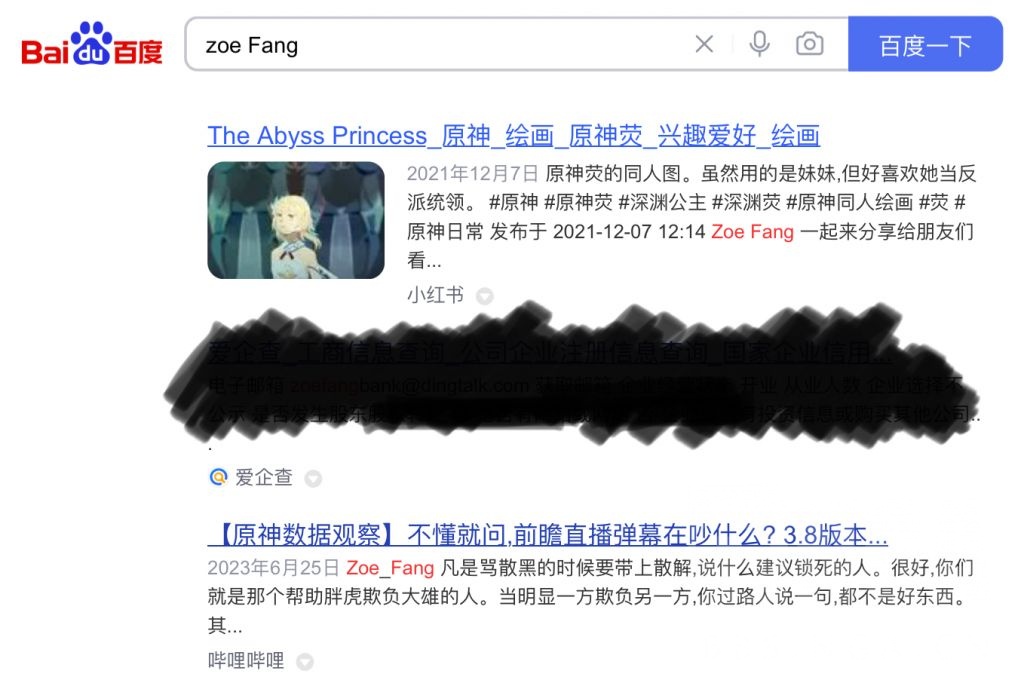 Bai du 百度
zoe Fang
百度一下
The Abyss Princess_原神_绘画_原神荧_兴趣爱好_绘画
2021年12月7日 原神荧的同人图。虽然用的是妹妹,但好喜欢她当反
派统领。 #原神 #原神荧 #深渊公主 #深渊荧 #原神同人绘画 #荧 #
原神日常 发布于 2021-12-07 12:14 Zoe Fang 一起来分享给朋友们
看...
小红书
.
爱企查
【原神数据观察】不懂就问,前瞻直播弹幕在吵什么? 3.8版本...
2023年6月25日 Zoe_Fang 凡是骂散黑的时候要带上散解,说什么建议锁死的人。很好,你们
就是那个帮助胖虎欺负大雄的人。当明显一方欺负另一方,你过路人说一句,都不是好东西。
其...
哔哩哔哩